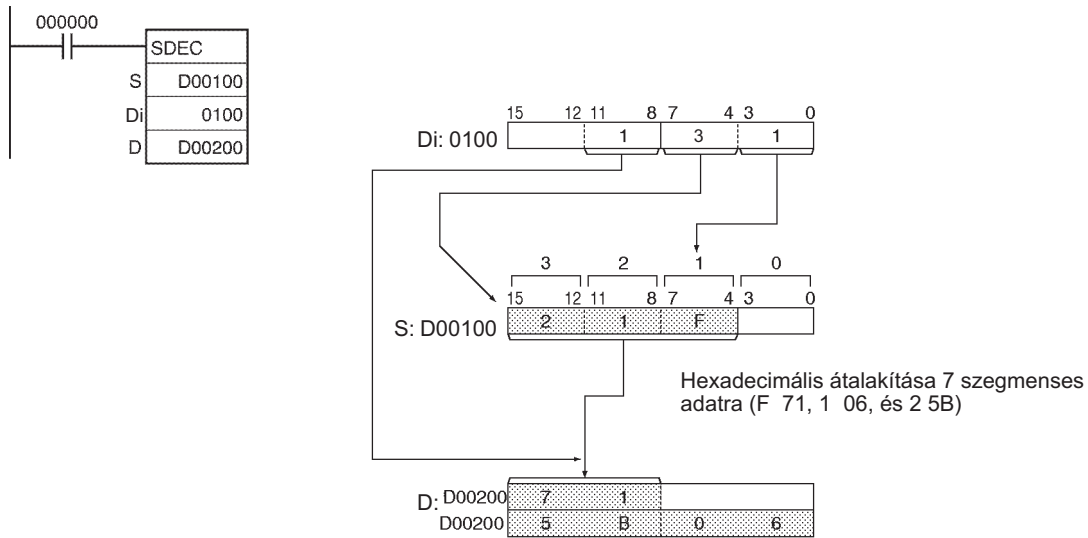 000000
SDEC
S D00100
Di 0100
D D00200
15 12 11 8 7 4 3 0
Di: 0100 1 3 1
3 2 1 0
15 12 11 8 7 4 3 0
S: D00100 2 1 F
Hexadecimális átalakítása 7 szegmenses
adatra (F 71, 1 06, és 2 5B)
D: D00200 7 1
D00200 5 B 0 6